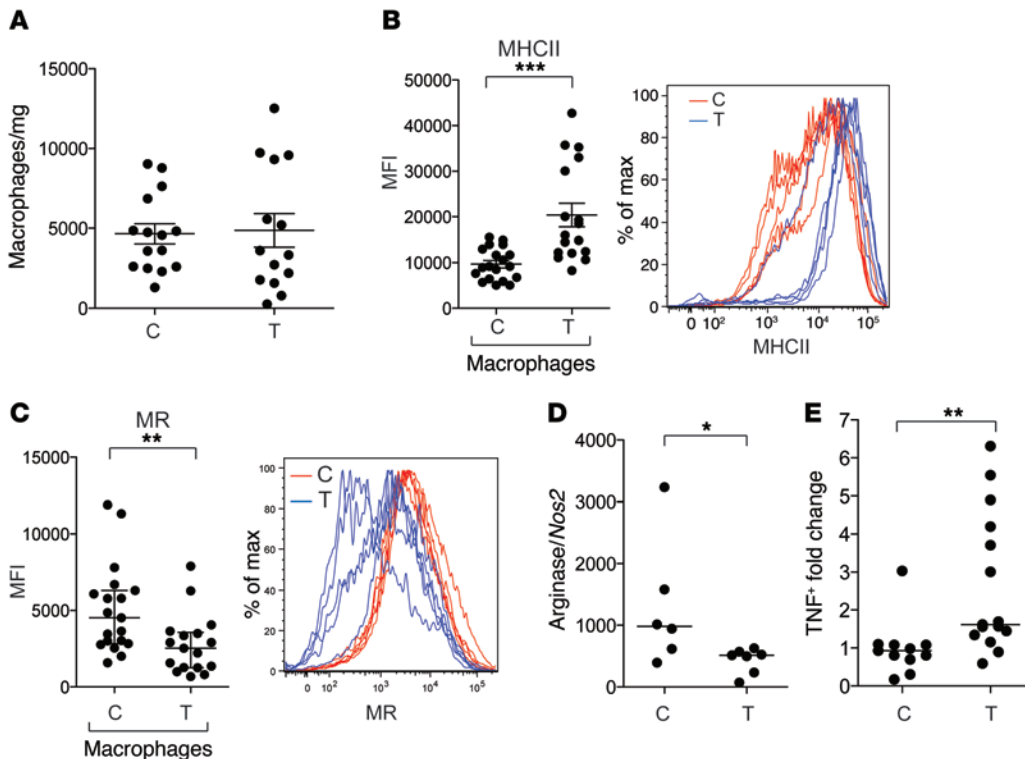 A
Macrophages/mg
15000
10000
5000
0
C
T
B
MHCII
***
MFI
50000
40000
30000
20000
10000
0
C
T
Macrophages
C
T
% of max
100
80
60
40
20
0
0 10² 10³ 10⁴ 10⁵
MHCII
C
MR
**
MFI
15000
10000
5000
0
C
T
Macrophages
C
T
% of max
100
80
60
40
20
0
0 10² 10³ 10⁴ 10⁵
MR
D
*
Arginase/Nos2
4000
3000
2000
1000
0
C
T
E
**
TNF⁺ fold change
7
6
5
4
3
2
1
0
C
T